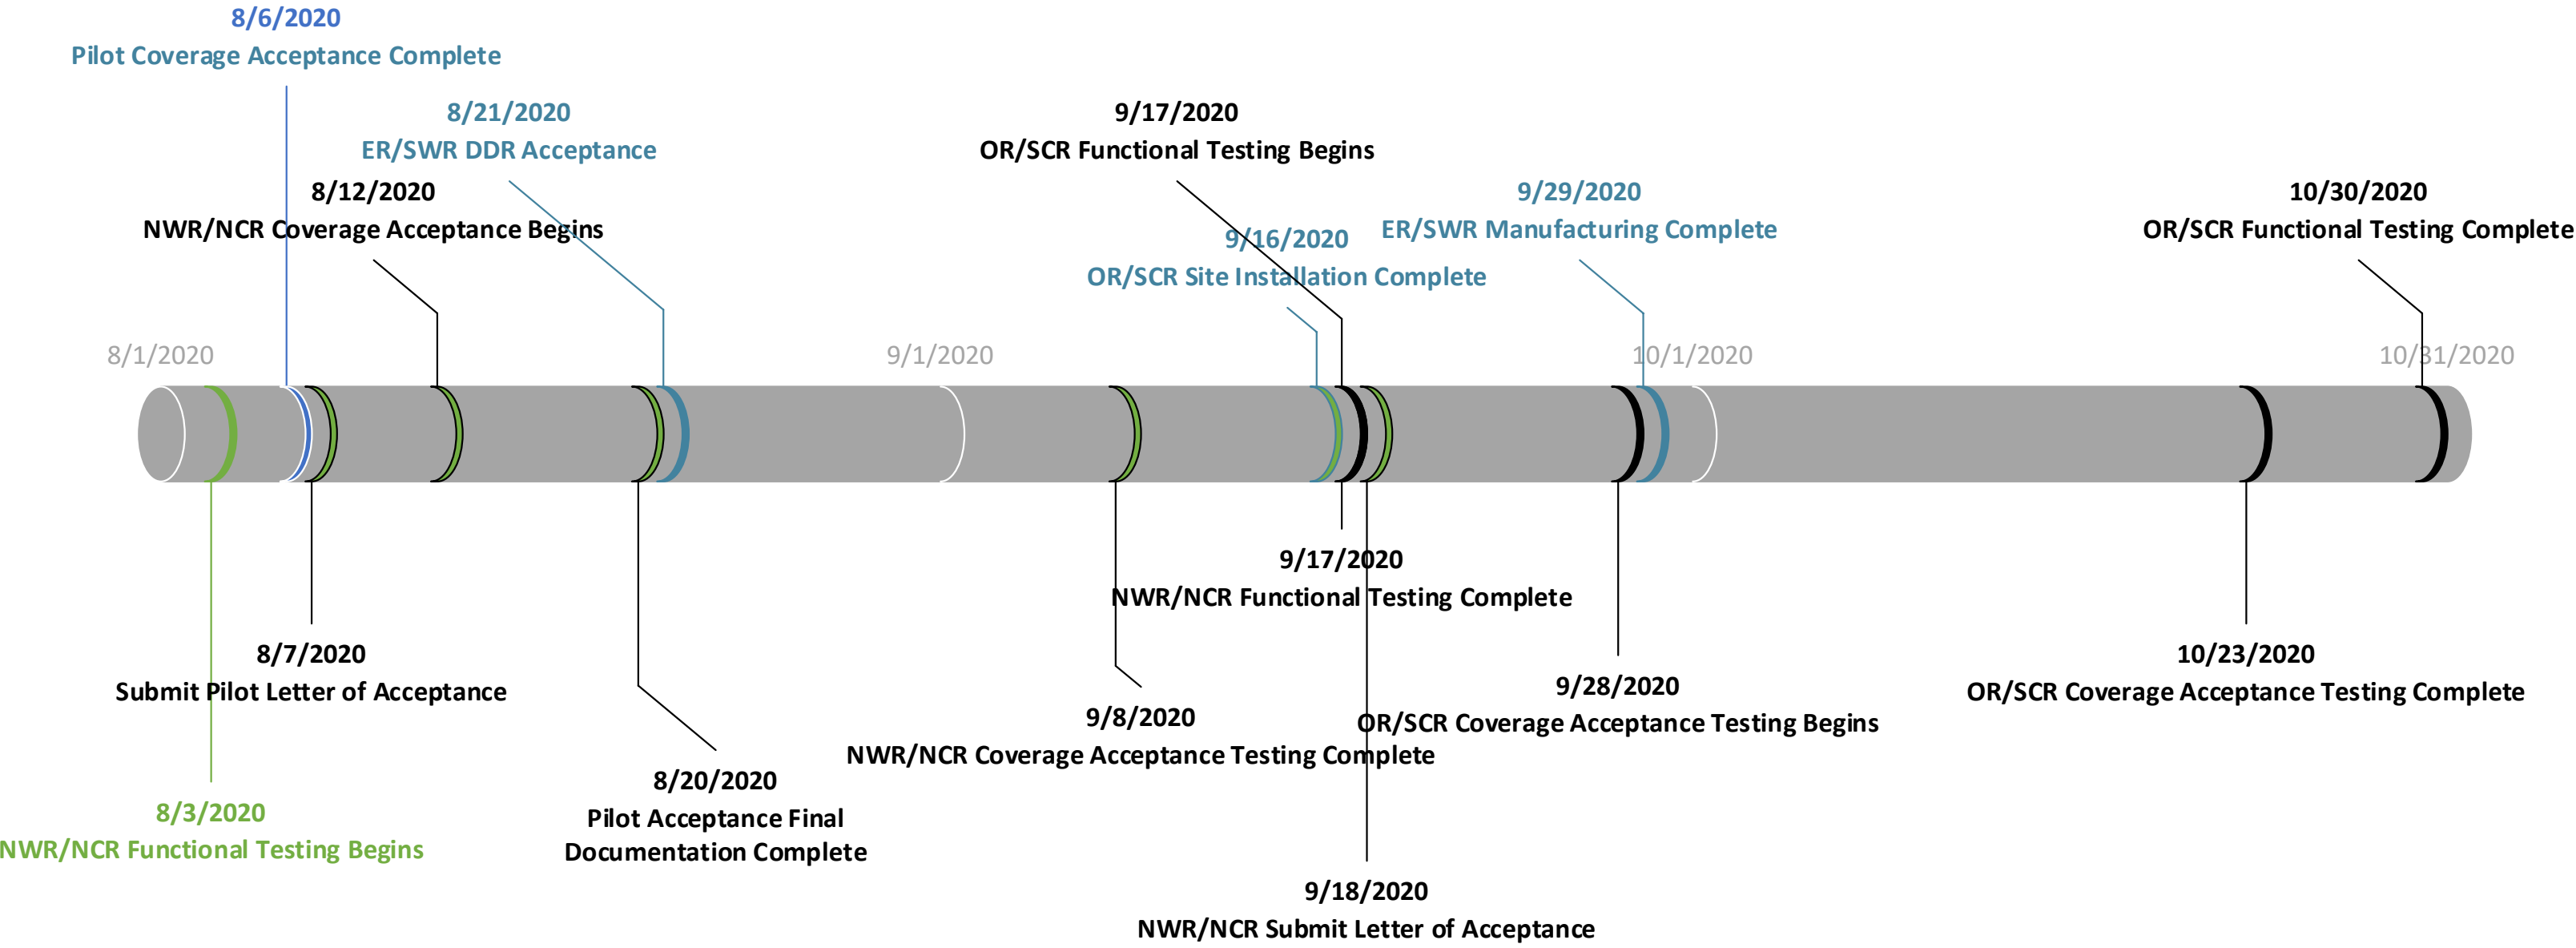 8/6/2020
Pilot Coverage Acceptance Complete
8/21/2020
ER/SWR DDR Acceptance
9/17/2020
OR/SCR Functional Testing Begins
8/12/2020
NWR/NCR Coverage Acceptance Begins
9/16/2020
OR/SCR Site Installation Complete
9/29/2020
ER/SWR Manufacturing Complete
10/30/2020
OR/SCR Functional Testing Complete
8/1/2020
9/1/2020
10/1/2020
10/31/2020
9/17/2020
NWR/NCR Functional Testing Complete
8/7/2020
Submit Pilot Letter of Acceptance
9/28/2020
OR/SCR Coverage Acceptance Testing Begins
10/23/2020
OR/SCR Coverage Acceptance Testing Complete
9/8/2020
NWR/NCR Coverage Acceptance Testing Complete
8/20/2020
Pilot Acceptance Final
Documentation Complete
8/3/2020
NWR/NCR Functional Testing Begins
9/18/2020
NWR/NCR Submit Letter of Acceptance